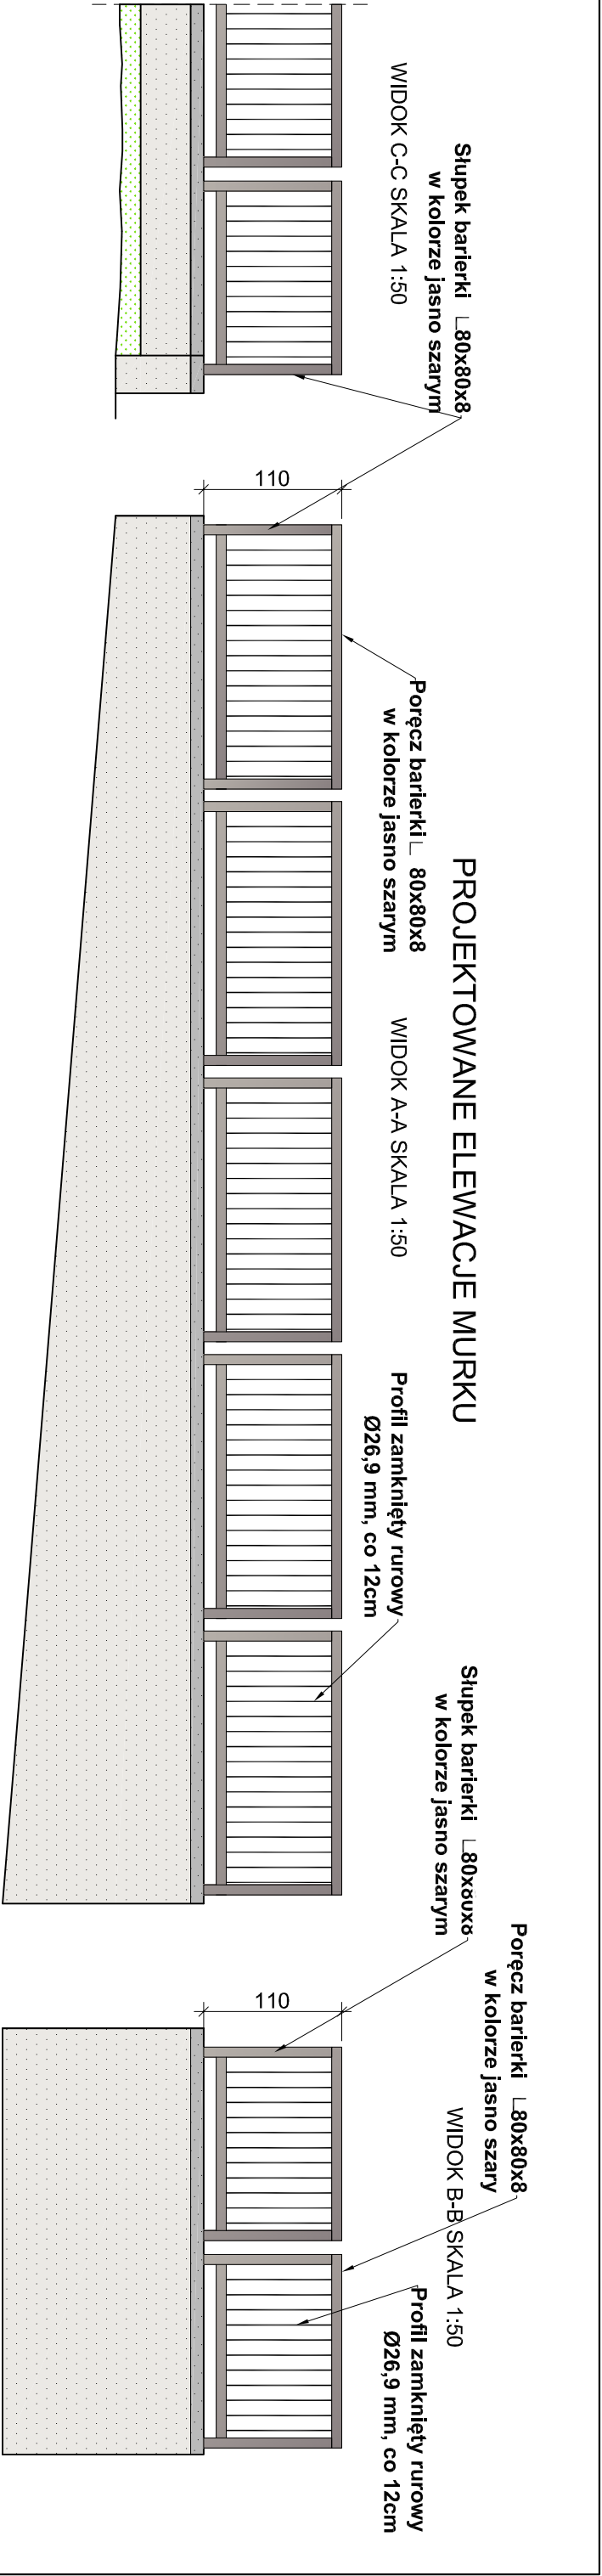 PROJEKTOWANE ELEWACJE MURKU
WIDOK C-C SKALA 1:50
Słupek barierki ∟80x80x8
w kolorze jasno szarym
110
Poręcz barierki ∟ 80x80x8
w kolorze jasno szarym
WIDOK A-A SKALA 1:50
Profil zamknięty rurowy
Ø26,9 mm, co 12cm
Słupek barierki ∟80x80x8
w kolorze jasno szarym
110
Poręcz barierki ∟80x80x8
w kolorze jasno szary
WIDOK B-B SKALA 1:50
Profil zamknięty rurowy
Ø26,9 mm, co 12cm